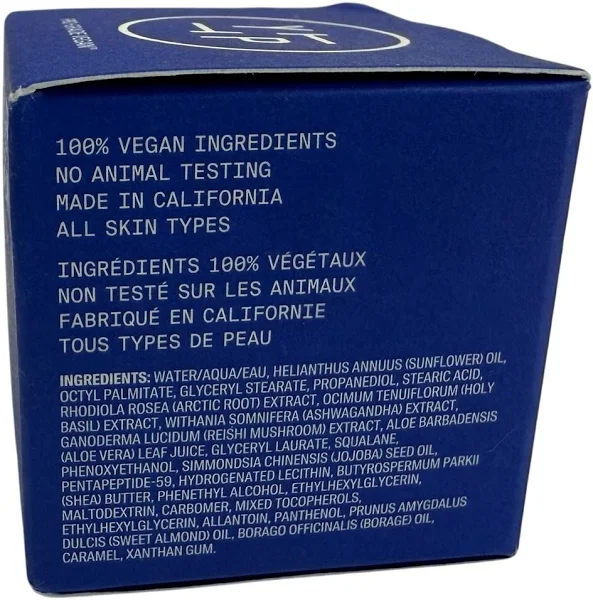 100% VEGAN INGREDIENTS
NO ANIMAL TESTING
MADE IN CALIFORNIA
ALL SKIN TYPES
INGRÉDIENTS 100% VÉGÉTAUX
NON TESTÉ SUR LES ANIMAUX
FABRIQUÉ EN CALIFORNIE
TOUS TYPES DE PEAU
INGREDIENTS: WATER/AQUA/EAU, HELIANTHUS ANNUUS (SUNFLOWER) OIL,
OCTYL PALMITATE, GLYCERYL STEARATE, PROPANEDIOL, STEARIC ACID,
RHODIOLA ROSEA (ARCTIC ROOT) EXTRACT, OCIMUM TENUIFLORUM (HOLY
BASIL) EXTRACT, WITHANIA SOMNIFERA (ASHWAGANDHA) EXTRACT,
GANODERMA LUCIDUM (REISHI MUSHROOM) EXTRACT, ALOE BARBADENSIS
(ALOE VERA) LEAF JUICE, GLYCERYL LAURATE, SQUALANE,
PHENOXYETHANOL, SIMMONDSIA CHINENSIS (JOJOBA) SEED OIL,
PENTAPEPTIDE-59, HYDROGENATED LECITHIN, BUTYROSPERMUM PARKII
(SHEA) BUTTER, PHENETHYL ALCOHOL, ETHYLHEXYLGLYCERIN,
MALTODEXTRIN, CARBOMER, MIXED TOCOPHEROLS,
ETHYLHEXYLGLYCERIN, ALLANTOIN, PANTHENOL, PRUNUS AMYGDALUS
DULCIS (SWEET ALMOND) OIL, BORAGO OFFICINALIS (BORAGE) OIL,
CARAMEL, XANTHAN GUM.